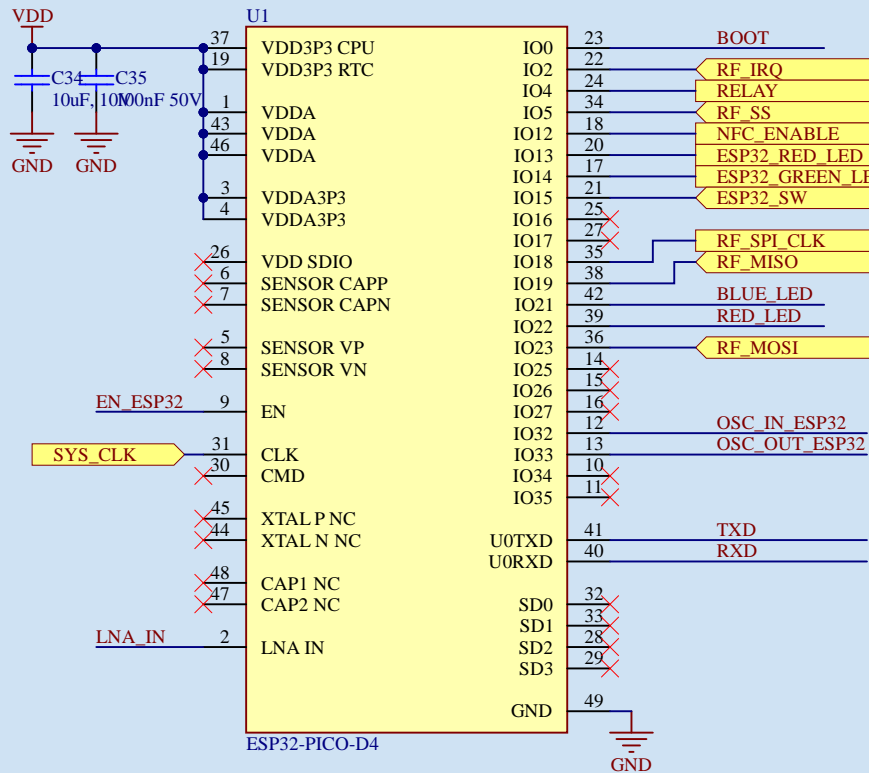 VDD
U1
37 VDD3P3 CPU
19 VDD3P3 RTC
1 VDDA
43 VDDA
46 VDDA
3 VDDA3P3
4 VDDA3P3
26 VDD SDIO
6 SENSOR CAPP
7 SENSOR CAPN
5 SENSOR VP
8 SENSOR VN
EN_ESP32 9 EN
SYS_CLK 31 CLK
30 CMD
45 XTAL P NC
44 XTAL N NC
48 CAP1 NC
47 CAP2 NC
LNA_IN 2 LNA IN
C34
10uF, 10V
C35
100nF 50V
GND
GND
IO0 23 BOOT
IO2 22 RF_IRQ
IO4 24 RELAY
IO5 34 RF_SS
IO12 18 NFC_ENABLE
IO13 20 ESP32_RED_LED
IO14 17 ESP32_GREEN_LE
IO15 21 ESP32_SW
IO16 25
IO17 27
IO18 35 RF_SPI_CLK
IO19 38 RF_MISO
IO21 42 BLUE_LED
IO22 39 RED_LED
IO23 36 RF_MOSI
IO25 14
IO26 15
IO27 16
IO32 12 OSC_IN_ESP32
IO33 13 OSC_OUT_ESP32
IO34 10
IO35 11
U0TXD 41 TXD
U0RXD 40 RXD
SD0 32
SD1 33
SD2 28
SD3 29
GND 49
GND
ESP32-PICO-D4